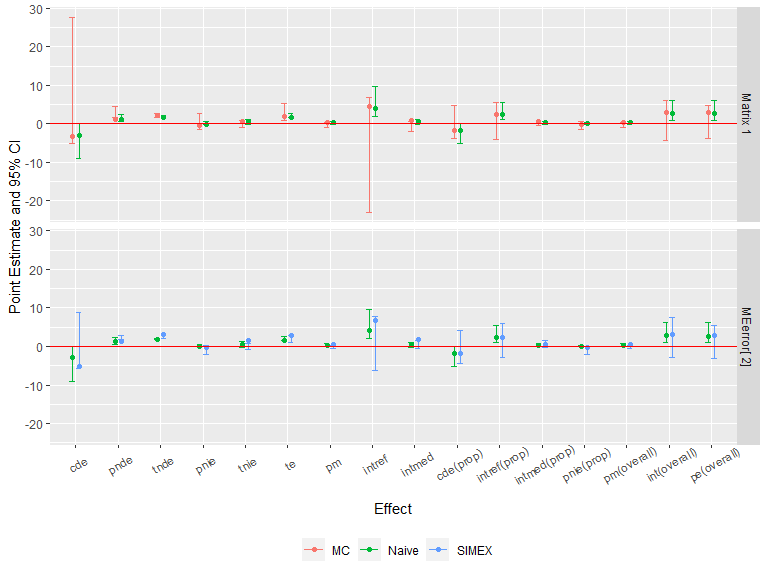 Point Estimate and 95% CI
30
20
10
0
-10
-20
Matrix 1
30
20
10
0
-10
-20
MEerror[ 2]
cde
pnde
tnde
pnie
tnie
te
pm
intref
intmed
cde(prop)
intref(prop)
intmed(prop)
pnie(prop)
pm(overall)
int(overall)
pe(overall)
Effect
MC
Naive
SIMEX